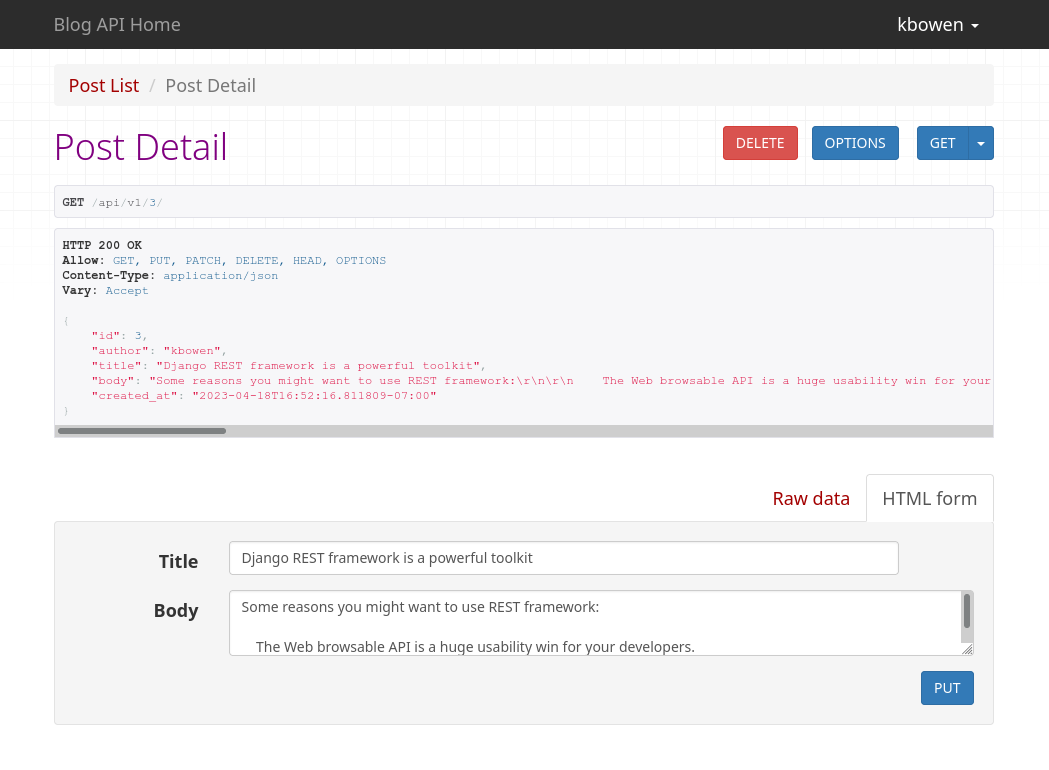 Blog API Home
kbowen
Post List / Post Detail
Post Detail
DELETE
OPTIONS
GET
GET /api/v1/3/
HTTP 200 OK
Allow: GET, PUT, PATCH, DELETE, HEAD, OPTIONS
Content-Type: application/json
Vary: Accept
{
    "id": 3,
    "author": "kbowen",
    "title": "Django REST framework is a powerful toolkit",
    "body": "Some reasons you might want to use REST framework:\r\n\r\n    The Web browsable API is a huge usability win for your
    "created_at": "2023-04-18T16:52:16.811809-07:00"
}
Raw data
HTML form
Title
Django REST framework is a powerful toolkit
Body
Some reasons you might want to use REST framework:
The Web browsable API is a huge usability win for your developers.
PUT